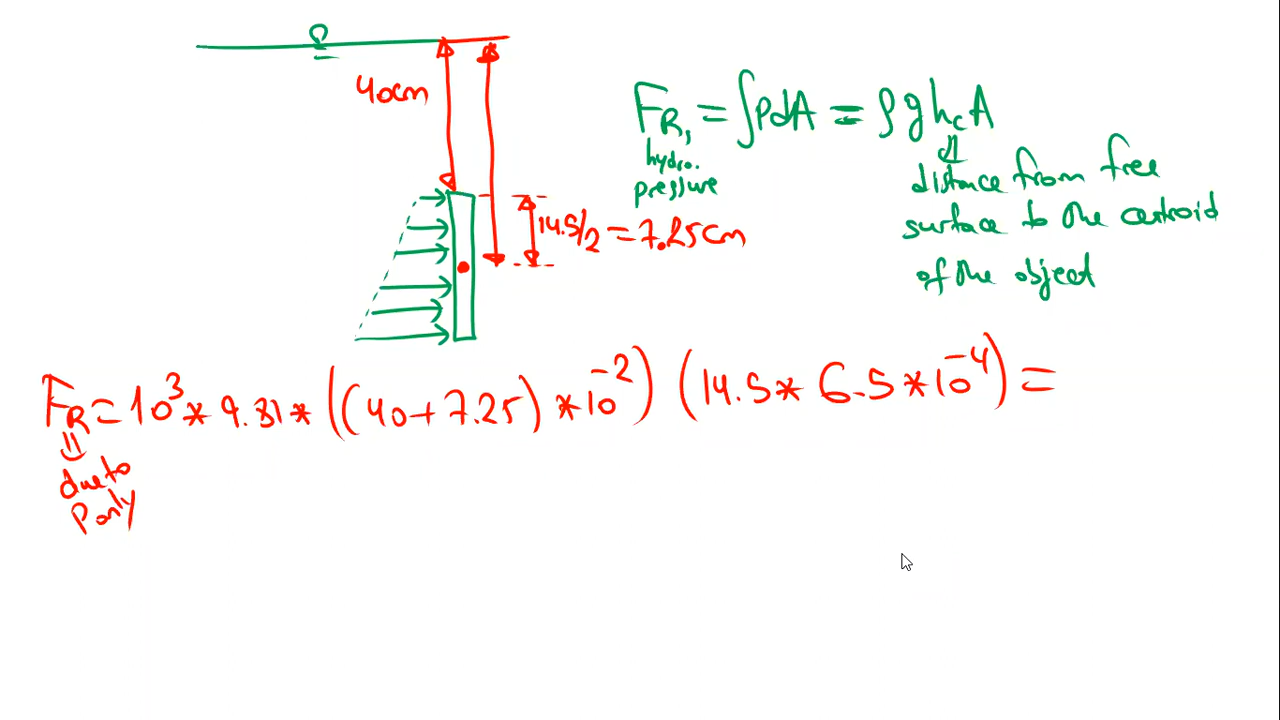 40cm
14.5/2 = 7.25cm
F_R, = ∫PdA = ρghcA
hydro.
pressure
distance from free
surface to the centroid
of the object
F_R = 10^3 * 9.81 * ((40+7.25) * 10^-2) (14.5 * 6.5 * 10^-4) =
due to
P only